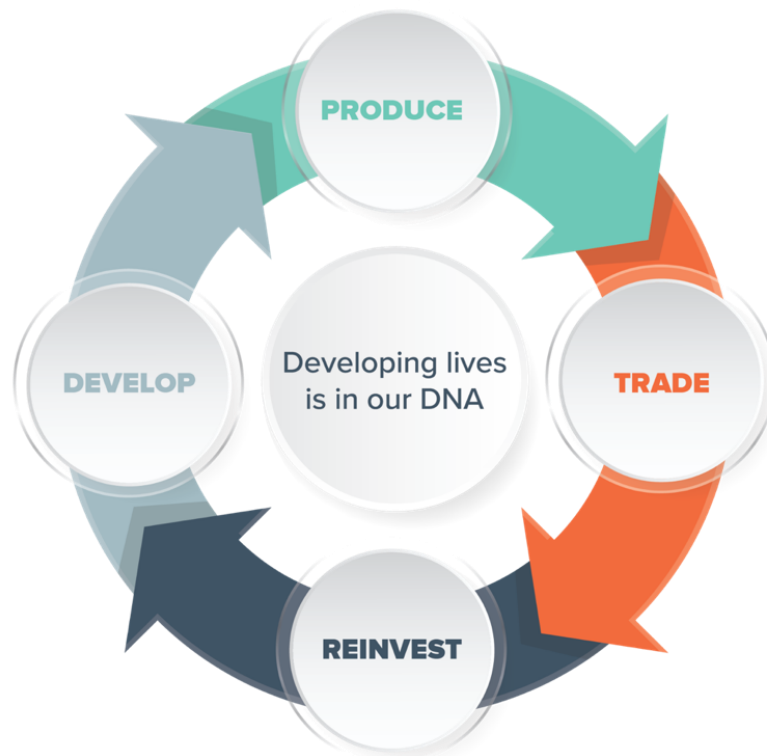 PRODUCE
DEVELOP
Developing lives
is in our DNA
TRADE
REINVEST